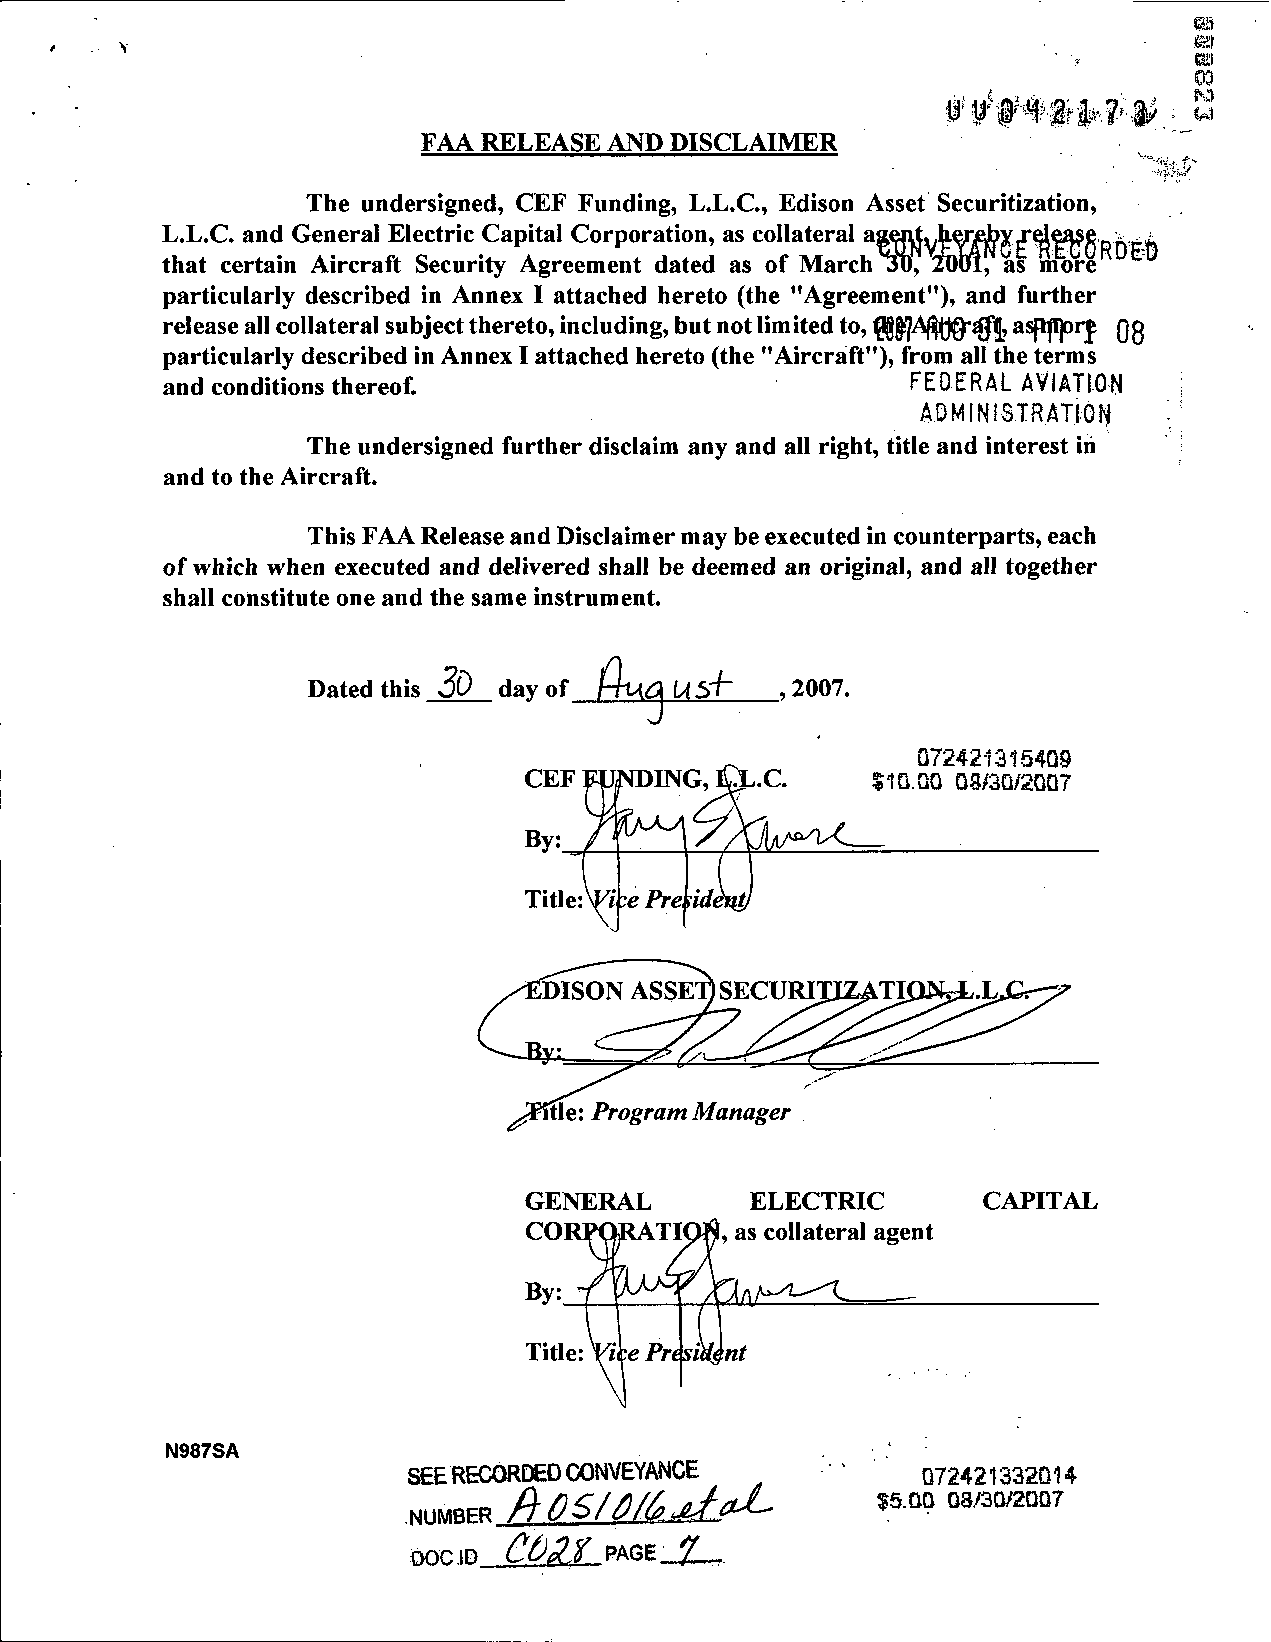 000823
FAA RELEASE AND DISCLAIMER
The undersigned, CEF Funding, L.L.C., Edison Asset Securitization,
L.L.C. and General Electric Capital Corporation, as collateral agent, hereby release
CONVEYANCE RECORDED
that certain Aircraft Security Agreement dated as of March 30, 2001, as more
particularly described in Annex I attached hereto (the "Agreement"), and further
release all collateral subject thereto, including, but not limited to, the Aircraft, as more
08
particularly described in Annex I attached hereto (the "Aircraft"), from all the terms
and conditions thereof.
FEDERAL AVIATION
ADMINISTRATION
The undersigned further disclaim any and all right, title and interest in
and to the Aircraft.
This FAA Release and Disclaimer may be executed in counterparts, each
of which when executed and delivered shall be deemed an original, and all together
shall constitute one and the same instrument.
Dated this 30 day of August, 2007.
072421315409
$10.00 08/30/2007
CEF FUNDING, L.L.C.
By:
Title: Vice President
EDISON ASSET SECURITIZATION, L.L.C.
By:
Title: Program Manager
GENERAL ELECTRIC CAPITAL
CORPORATION, as collateral agent
By:
Title: Vice President
N987SA
SEE RECORDED CONVEYANCE
NUMBER A051016 et al
DOC ID C028 PAGE 7
072421332014
$5.00 08/30/2007